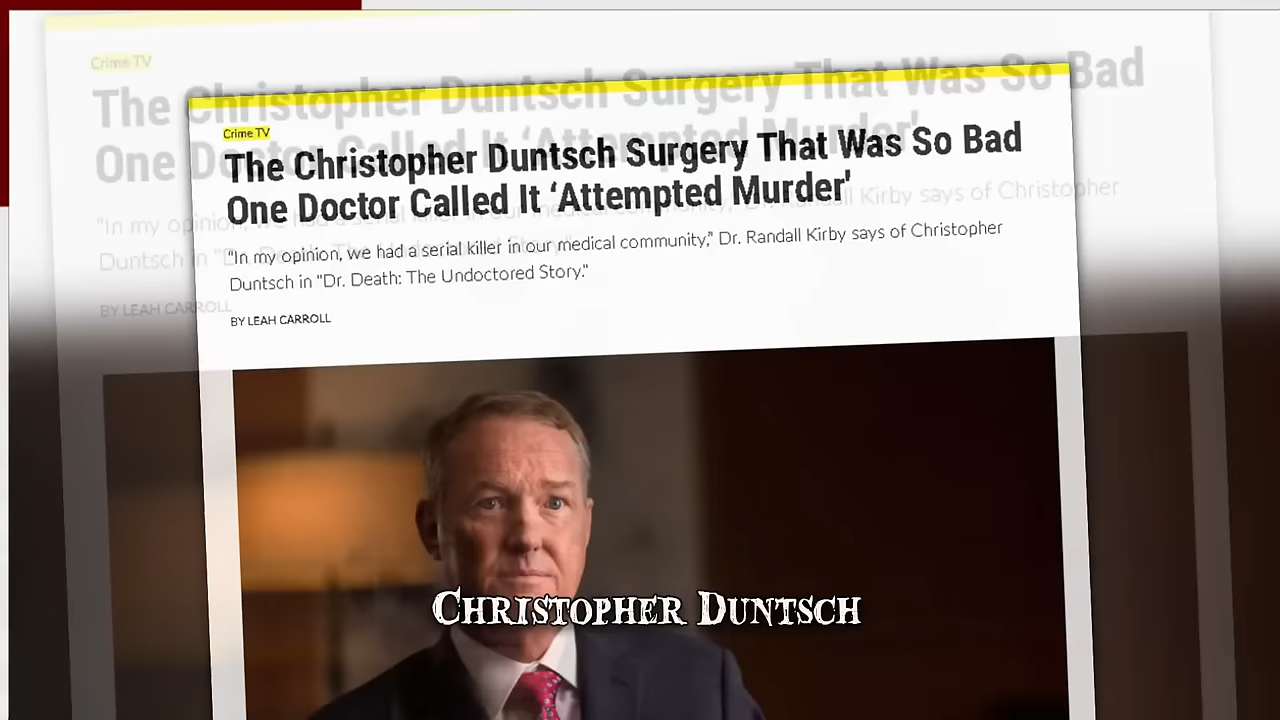 Crime TV
The Christopher Duntsch Surgery That Was So Bad
One Doctor Called It ‘Attempted Murder'
"In my opinion, we had a serial killer in our medical community," Dr. Randall Kirby says of Christopher
Duntsch in "Dr. Death: The Undoctored Story."
BY LEAH CARROLL
Christopher Duntsch